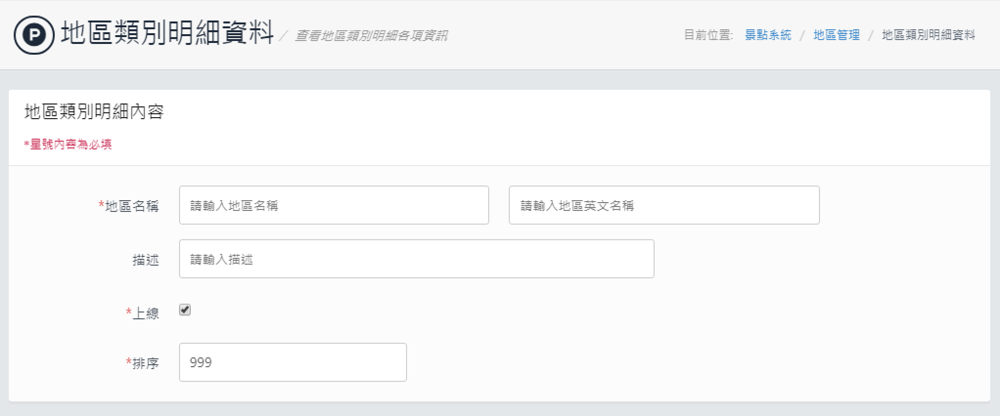 P 地區類別明細資料 / 查看地區類別明細各項資訊 目前位置: 景點系統 / 地區管理 / 地區類別明細資料
地區類別明細內容
*星號內容為必填
*地區名稱 請輸入地區名稱 請輸入地區英文名稱
描述 請輸入描述
*上線
*排序 999